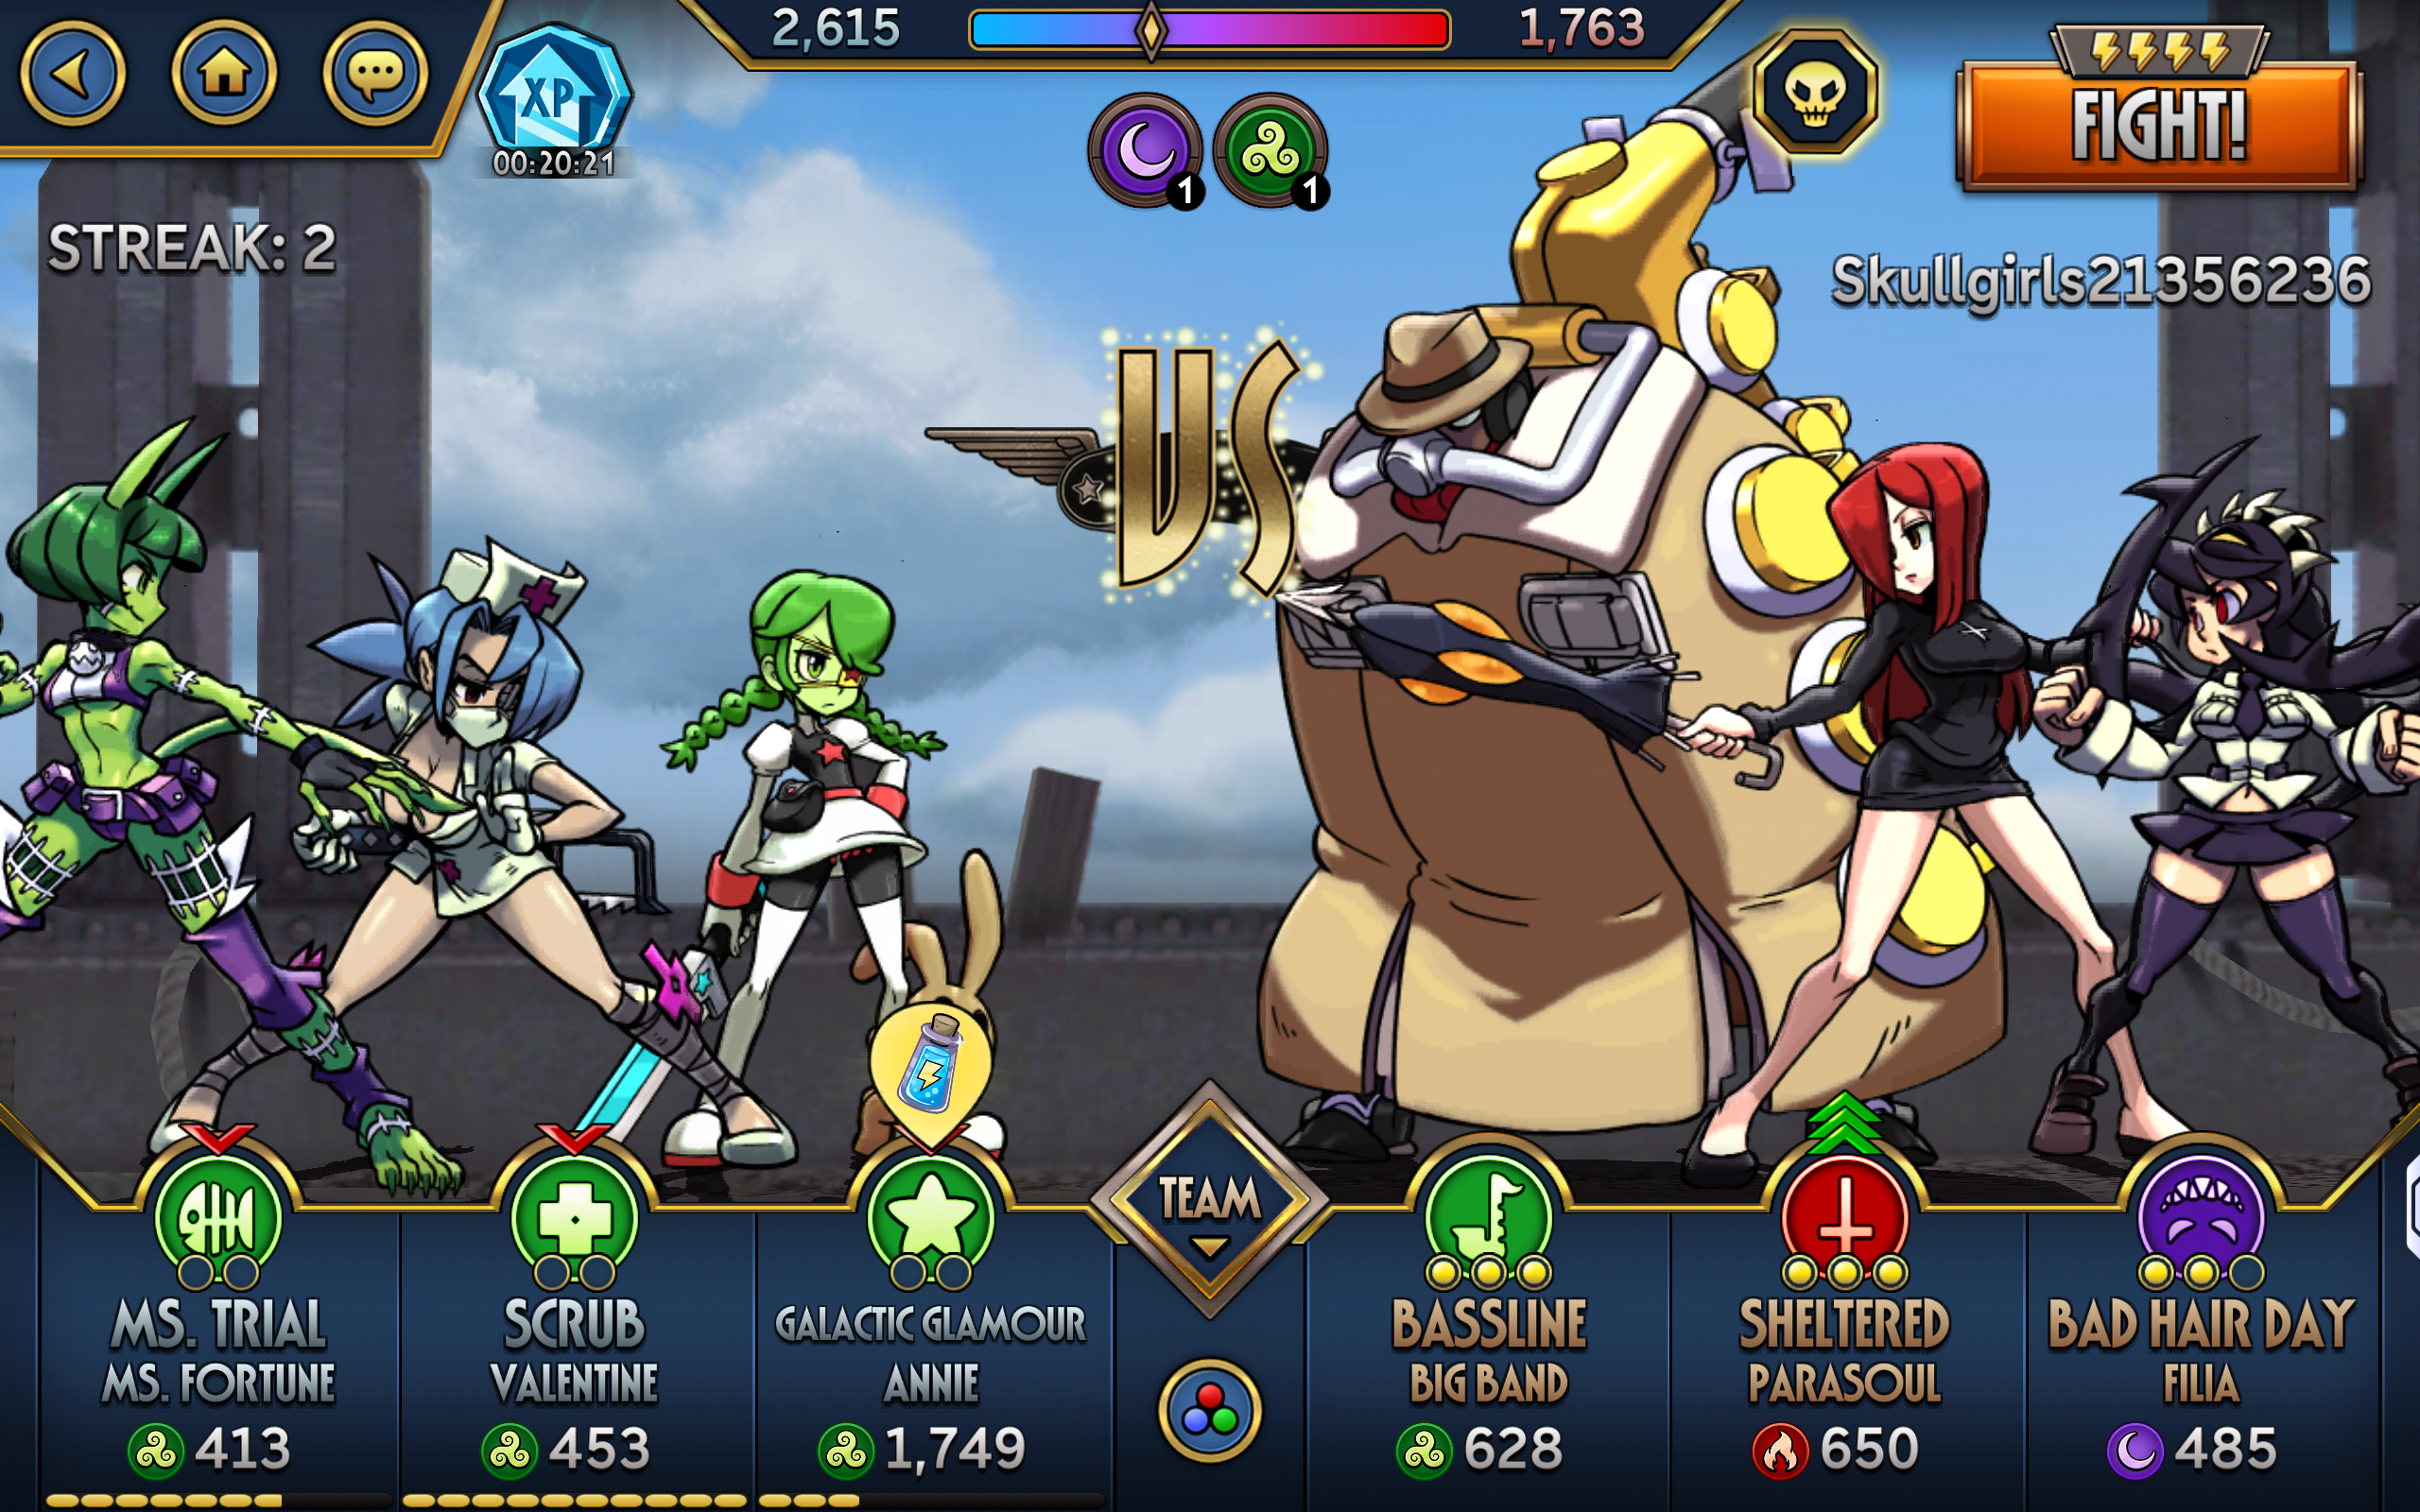 2,615
1,763
XP
00:20:21
1
1
FIGHT!
STREAK: 2
Skullgirls21356236
VS
TEAM
MS. TRIAL
MS. FORTUNE
413
SCRUB
VALENTINE
453
GALACTIC GLAMOUR
ANNIE
1,749
BASSLINE
BIG BAND
628
SHELTERED
PARASOUL
650
BAD HAIR DAY
FILIA
485